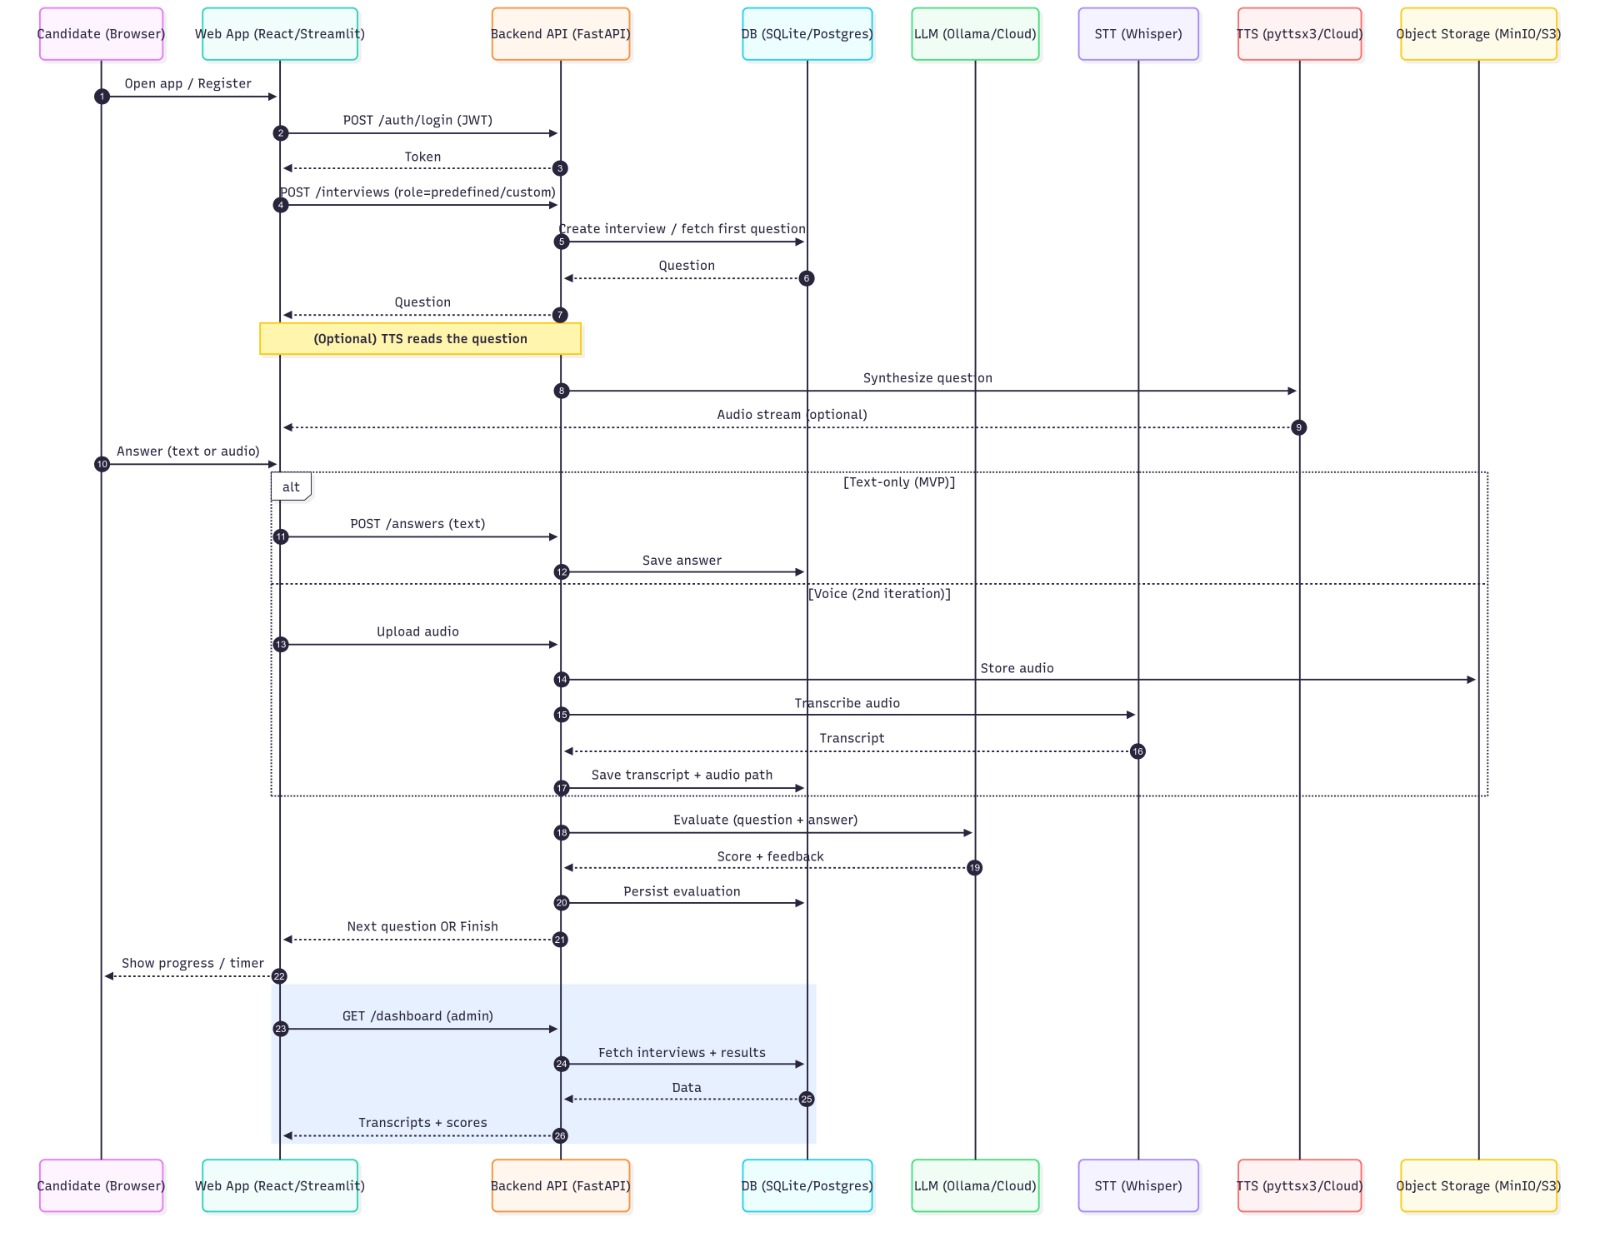 Candidate (Browser)
Web App (React/Streamlit)
Backend API (FastAPI)
DB (SQLite/Postgres)
LLM (Ollama/Cloud)
STT (Whisper)
TTS (pyttsx3/Cloud)
Object Storage (MinIO/S3)
Open app / Register
1
POST /auth/login (JWT)
2
Token
3
POST /interviews (role=predefined/custom)
4
Create interview / fetch first question
5
Question
6
Question
7
(Optional) TTS reads the question
Synthesize question
8
Audio stream (optional)
9
Answer (text or audio)
10
alt
[Text-only (MVP)]
POST /answers (text)
11
Save answer
12
[Voice (2nd iteration)]
Upload audio
13
Store audio
14
Transcribe audio
15
Transcript
16
Save transcript + audio path
17
Evaluate (question + answer)
18
Score + feedback
19
Persist evaluation
20
Next question OR Finish
21
Show progress / timer
22
GET /dashboard (admin)
23
Fetch interviews + results
24
Data
25
Transcripts + scores
26
Candidate (Browser)
Web App (React/Streamlit)
Backend API (FastAPI)
DB (SQLite/Postgres)
LLM (Ollama/Cloud)
STT (Whisper)
TTS (pyttsx3/Cloud)
Object Storage (MinIO/S3)